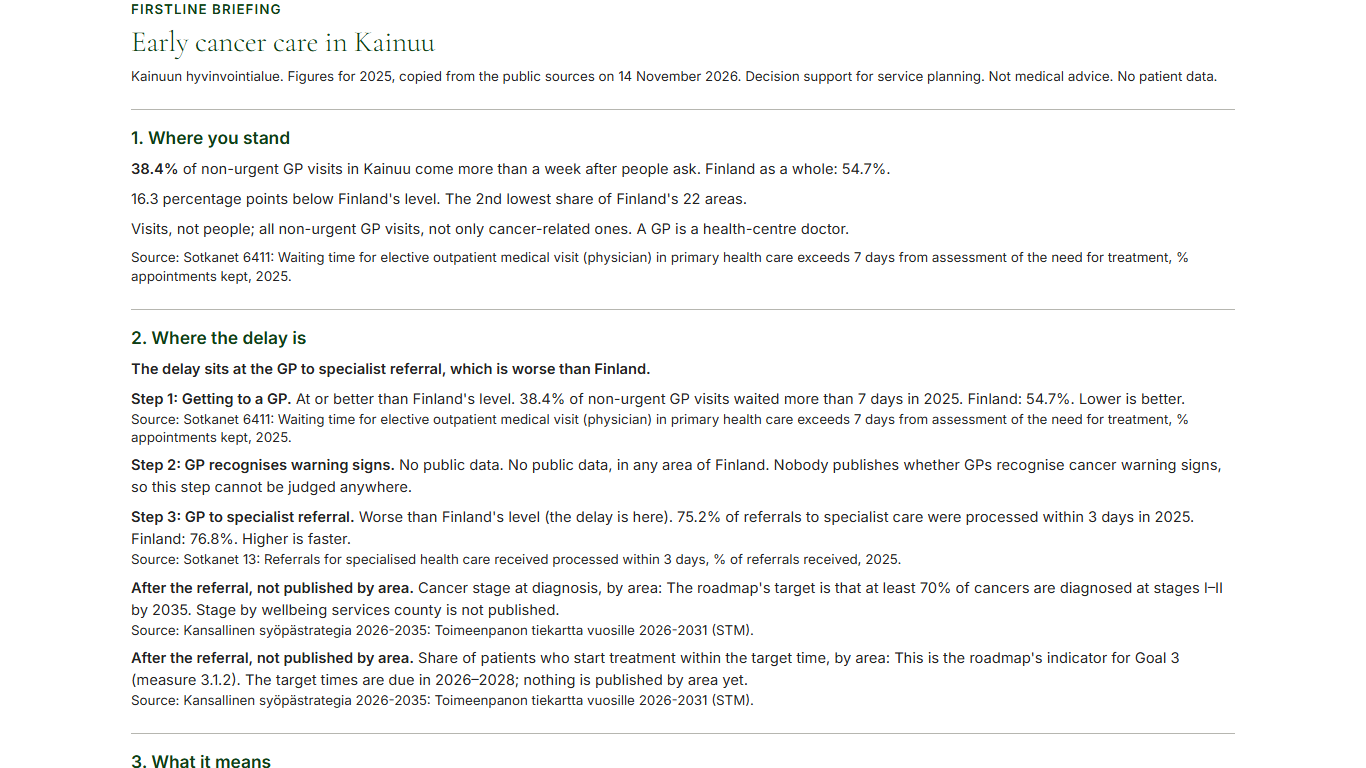 FIRSTLINE BRIEFING
Early cancer care in Kainuu
Kainuun hyvinvointialue. Figures for 2025, copied from the public sources on 14 November 2026. Decision support for service planning. Not medical advice. No patient data.
1. Where you stand
38.4% of non-urgent GP visits in Kainuu come more than a week after people ask. Finland as a whole: 54.7%.
16.3 percentage points below Finland's level. The 2nd lowest share of Finland's 22 areas.
Visits, not people; all non-urgent GP visits, not only cancer-related ones. A GP is a health-centre doctor.
Source: Sotkanet 6411: Waiting time for elective outpatient medical visit (physician) in primary health care exceeds 7 days from assessment of the need for treatment, %
appointments kept, 2025.
2. Where the delay is
The delay sits at the GP to specialist referral, which is worse than Finland.
Step 1: Getting to a GP. At or better than Finland's level. 38.4% of non-urgent GP visits waited more than 7 days in 2025. Finland: 54.7%. Lower is better.
Source: Sotkanet 6411: Waiting time for elective outpatient medical visit (physician) in primary health care exceeds 7 days from assessment of the need for treatment, %
appointments kept, 2025.
Step 2: GP recognises warning signs. No public data. No public data, in any area of Finland. Nobody publishes whether GPs recognise cancer warning signs,
so this step cannot be judged anywhere.
Step 3: GP to specialist referral. Worse than Finland's level (the delay is here). 75.2% of referrals to specialist care were processed within 3 days in 2025.
Finland: 76.8%. Higher is faster.
Source: Sotkanet 13: Referrals for specialised health care received processed within 3 days, % of referrals received, 2025.
After the referral, not published by area. Cancer stage at diagnosis, by area: The roadmap's target is that at least 70% of cancers are diagnosed at stages I–II
by 2035. Stage by wellbeing services county is not published.
Source: Kansallinen syöpästrategia 2026-2035: Toimeenpanon tiekartta vuosille 2026-2031 (STM).
After the referral, not published by area. Share of patients who start treatment within the target time, by area: This is the roadmap's indicator for Goal 3
(measure 3.1.2). The target times are due in 2026–2028; nothing is published by area yet.
Source: Kansallinen syöpästrategia 2026-2035: Toimeenpanon tiekartta vuosille 2026-2031 (STM).
3. What it means